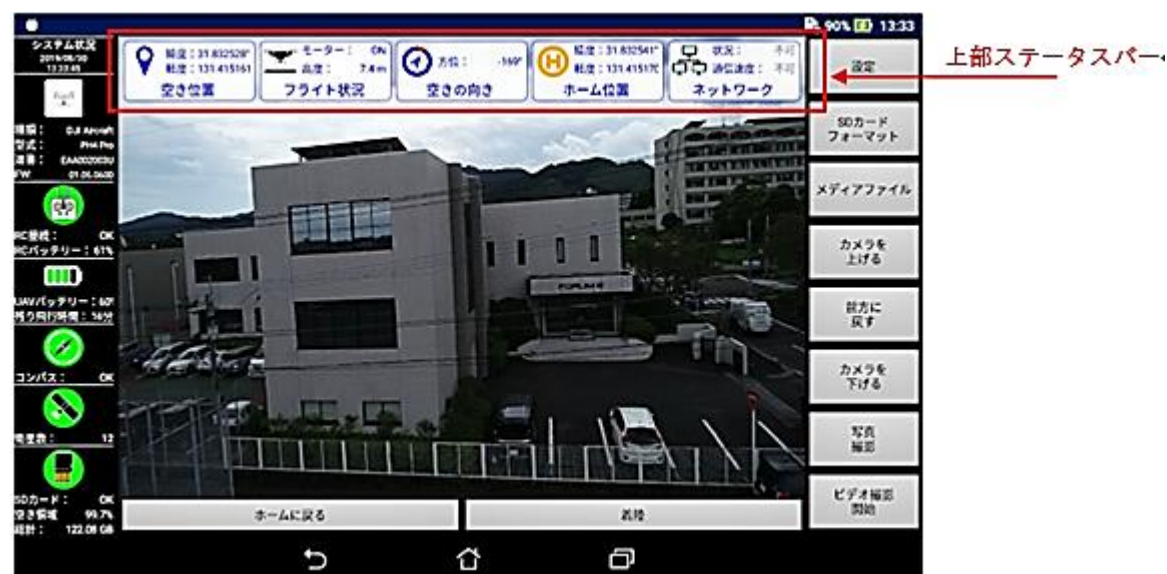 90% 13:33
システム状況
2019/08/30
13:33:45
機種： DJI Aircraft
型式： PH4 Pro
FW 01.05.0600
RC接続： OK
RCバッテリー：61%
UAVバッテリー：60%
残り飛行時間：16分
コンパス： OK
衛星数： 12
SDカード： OK
空き領域 99.7%
総計： 122.08 GB
緯度：31.832528°
経度：131.415161
空き位置
モーター： ON
高度： 7.4 m
フライト状況
方位： -169°
空きの向き
H
緯度：31.832541°
経度：131.41517
ホーム位置
状況： 不可
通信速度： 不可
ネットワーク
上部ステータスバー
設定
SDカード
フォーマット
メディアファイル
カメラを
上げる
前方に
戻す
カメラを
下げる
写真
撮影
ビデオ撮影
開始
ホームに戻る
着陸